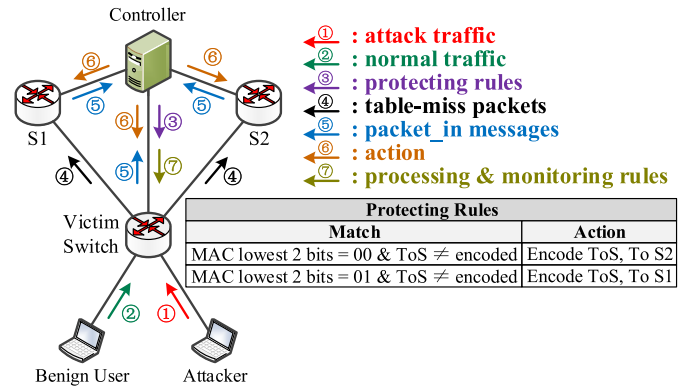 Controller
① : attack traffic
② : normal traffic
③ : protecting rules
④ : table-miss packets
⑤ : packet_in messages
⑥ : action
⑦ : processing & monitoring rules
⑥
⑥
⑤
⑤
S1
S2
⑥
③
⑤
⑦
④
④
Victim
Switch
Protecting Rules
Match Action
MAC lowest 2 bits = 00 & ToS ≠ encoded Encode ToS, To S2
MAC lowest 2 bits = 01 & ToS ≠ encoded Encode ToS, To S1
②
①
Benign User
Attacker